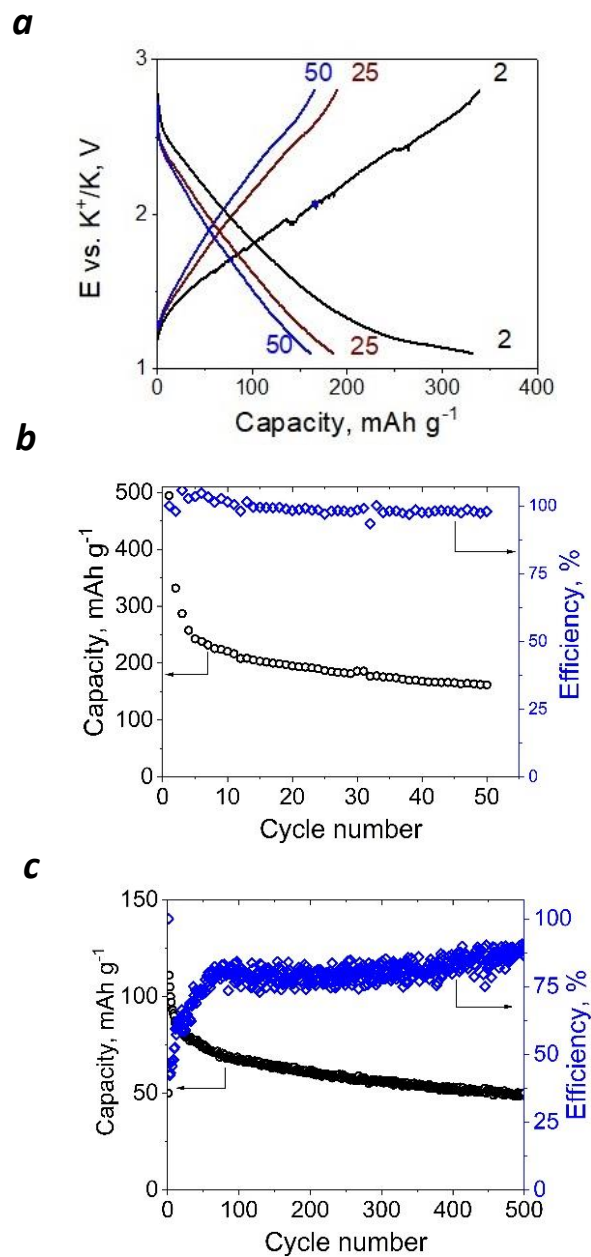 a
3
2
1
E vs. K⁺/K, V
50 25 2
50 25 2
0 100 200 300 400
Capacity, mAh g⁻¹
b
500
400
300
200
100
0
Capacity, mAh g⁻¹
100
75
50
25
0
Efficiency, %
0 10 20 30 40 50
Cycle number
c
150
100
50
0
Capacity, mAh g⁻¹
100
75
50
25
0
Efficiency, %
0 100 200 300 400 500
Cycle number